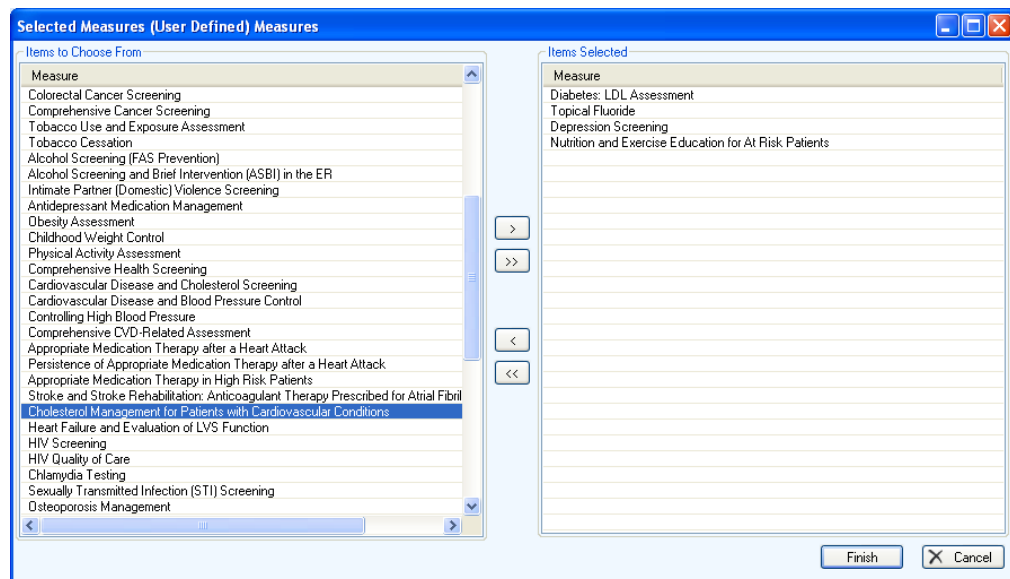 Selected Measures (User Defined) Measures
Items to Choose From
Measure
Colorectal Cancer Screening
Comprehensive Cancer Screening
Tobacco Use and Exposure Assessment
Tobacco Cessation
Alcohol Screening (FAS Prevention)
Alcohol Screening and Brief Intervention (ASBI) in the ER
Intimate Partner (Domestic) Violence Screening
Antidepressant Medication Management
Obesity Assessment
Childhood Weight Control
Physical Activity Assessment
Comprehensive Health Screening
Cardiovascular Disease and Cholesterol Screening
Cardiovascular Disease and Blood Pressure Control
Controlling High Blood Pressure
Comprehensive CVD-Related Assessment
Appropriate Medication Therapy after a Heart Attack
Persistence of Appropriate Medication Therapy after a Heart Attack
Appropriate Medication Therapy in High Risk Patients
Stroke and Stroke Rehabilitation: Anticoagulant Therapy Prescribed for Atrial Fibril
Cholesterol Management for Patients with Cardiovascular Conditions
Heart Failure and Evaluation of LVS Function
HIV Screening
HIV Quality of Care
Chlamydia Testing
Sexually Transmitted Infection (STI) Screening
Osteoporosis Management
>
>>
<
<<
Items Selected
Measure
Diabetes: LDL Assessment
Topical Fluoride
Depression Screening
Nutrition and Exercise Education for At Risk Patients
Finish
Cancel